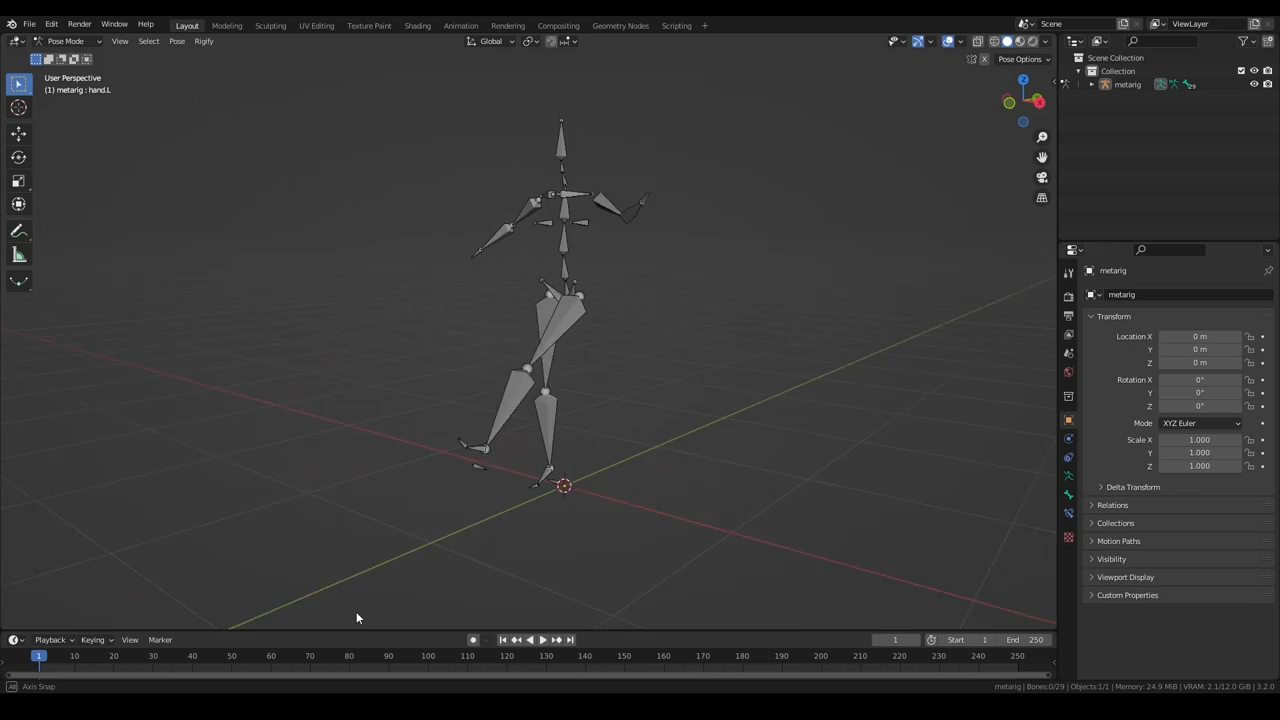 File Edit Render Window Help Layout Modeling Sculpting UV Editing Texture Paint Shading Animation Rendering Compositing Geometry Nodes Scripting + Scene ViewLayer
Pose Mode View Select Pose Rigify Global
Pose Options
X
User Perspective
(1) metarig : hand.L
Z
X
Scene Collection
Collection
metarig 29
metarig
metarig
Transform
Location X 0 m
Y 0 m
Z 0 m
Rotation X 0°
Y 0°
Z 0°
Mode XYZ Euler
Scale X 1.000
Y 1.000
Z 1.000
Delta Transform
Relations
Collections
Motion Paths
Visibility
Viewport Display
Custom Properties
Playback Keying View Marker 1 Start 1 End 250
1 10 20 30 40 50 60 70 80 90 100 110 120 130 140 150 160 170 180 190 200 210 220 230 240 250
Alt Axis Snap
metarig | Bones:0/29 | Objects:1/1 | Memory: 24.9 MiB | VRAM: 2.1/12.0 GiB | 3.2.0